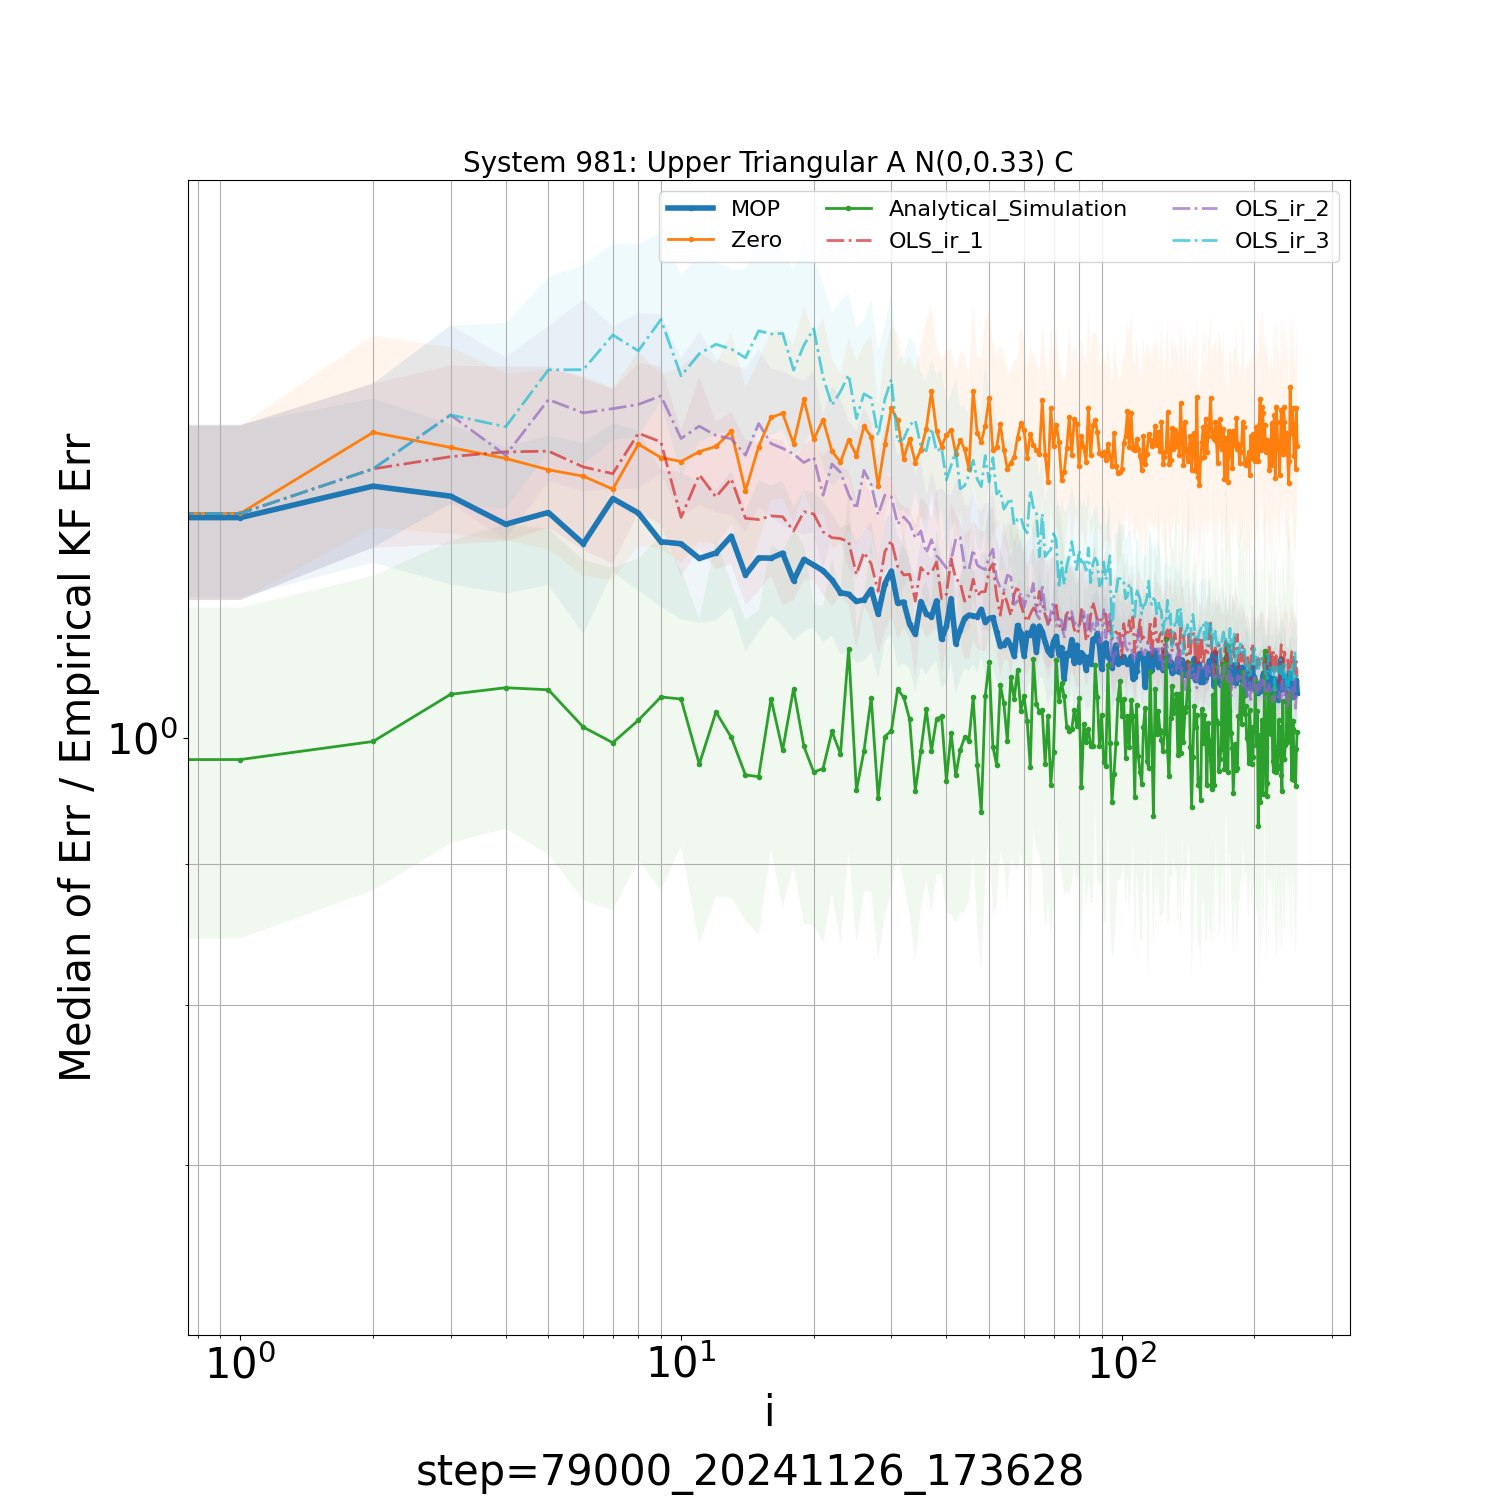 System 981: Upper Triangular A N(0,0.33) C
MOP
Zero
Analytical_Simulation
OLS_ir_1
OLS_ir_2
OLS_ir_3
Median of Err / Empirical KF Err
10⁰
10⁰ 10¹ 10²
i
step=79000_20241126_173628